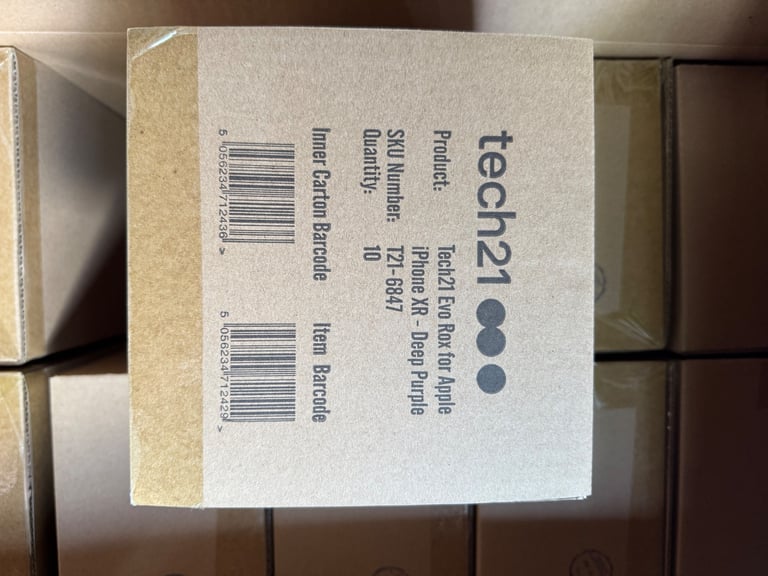 tech21
Product: Tech21 Evo Rox for Apple
iPhone XR - Deep Purple
SKU Number: T21-6847
Quantity: 10
Inner Carton Barcode Item Barcode
5 056234 712436 > 5 056234 712429 >